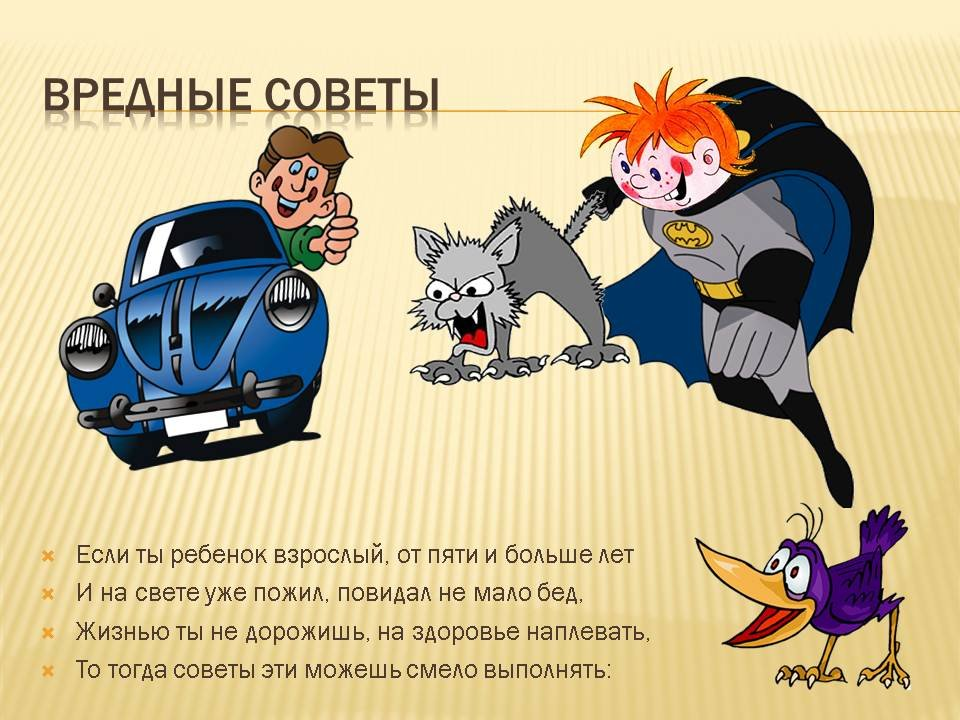 ВРЕДНЫЕ СОВЕТЫ
Если ты ребенок взрослый, от пяти и больше лет
И на свете уже пожил, повидал не мало бед,
Жизнью ты не дорожишь, на здоровье наплевать,
То тогда советы эти можешь смело выполнять: